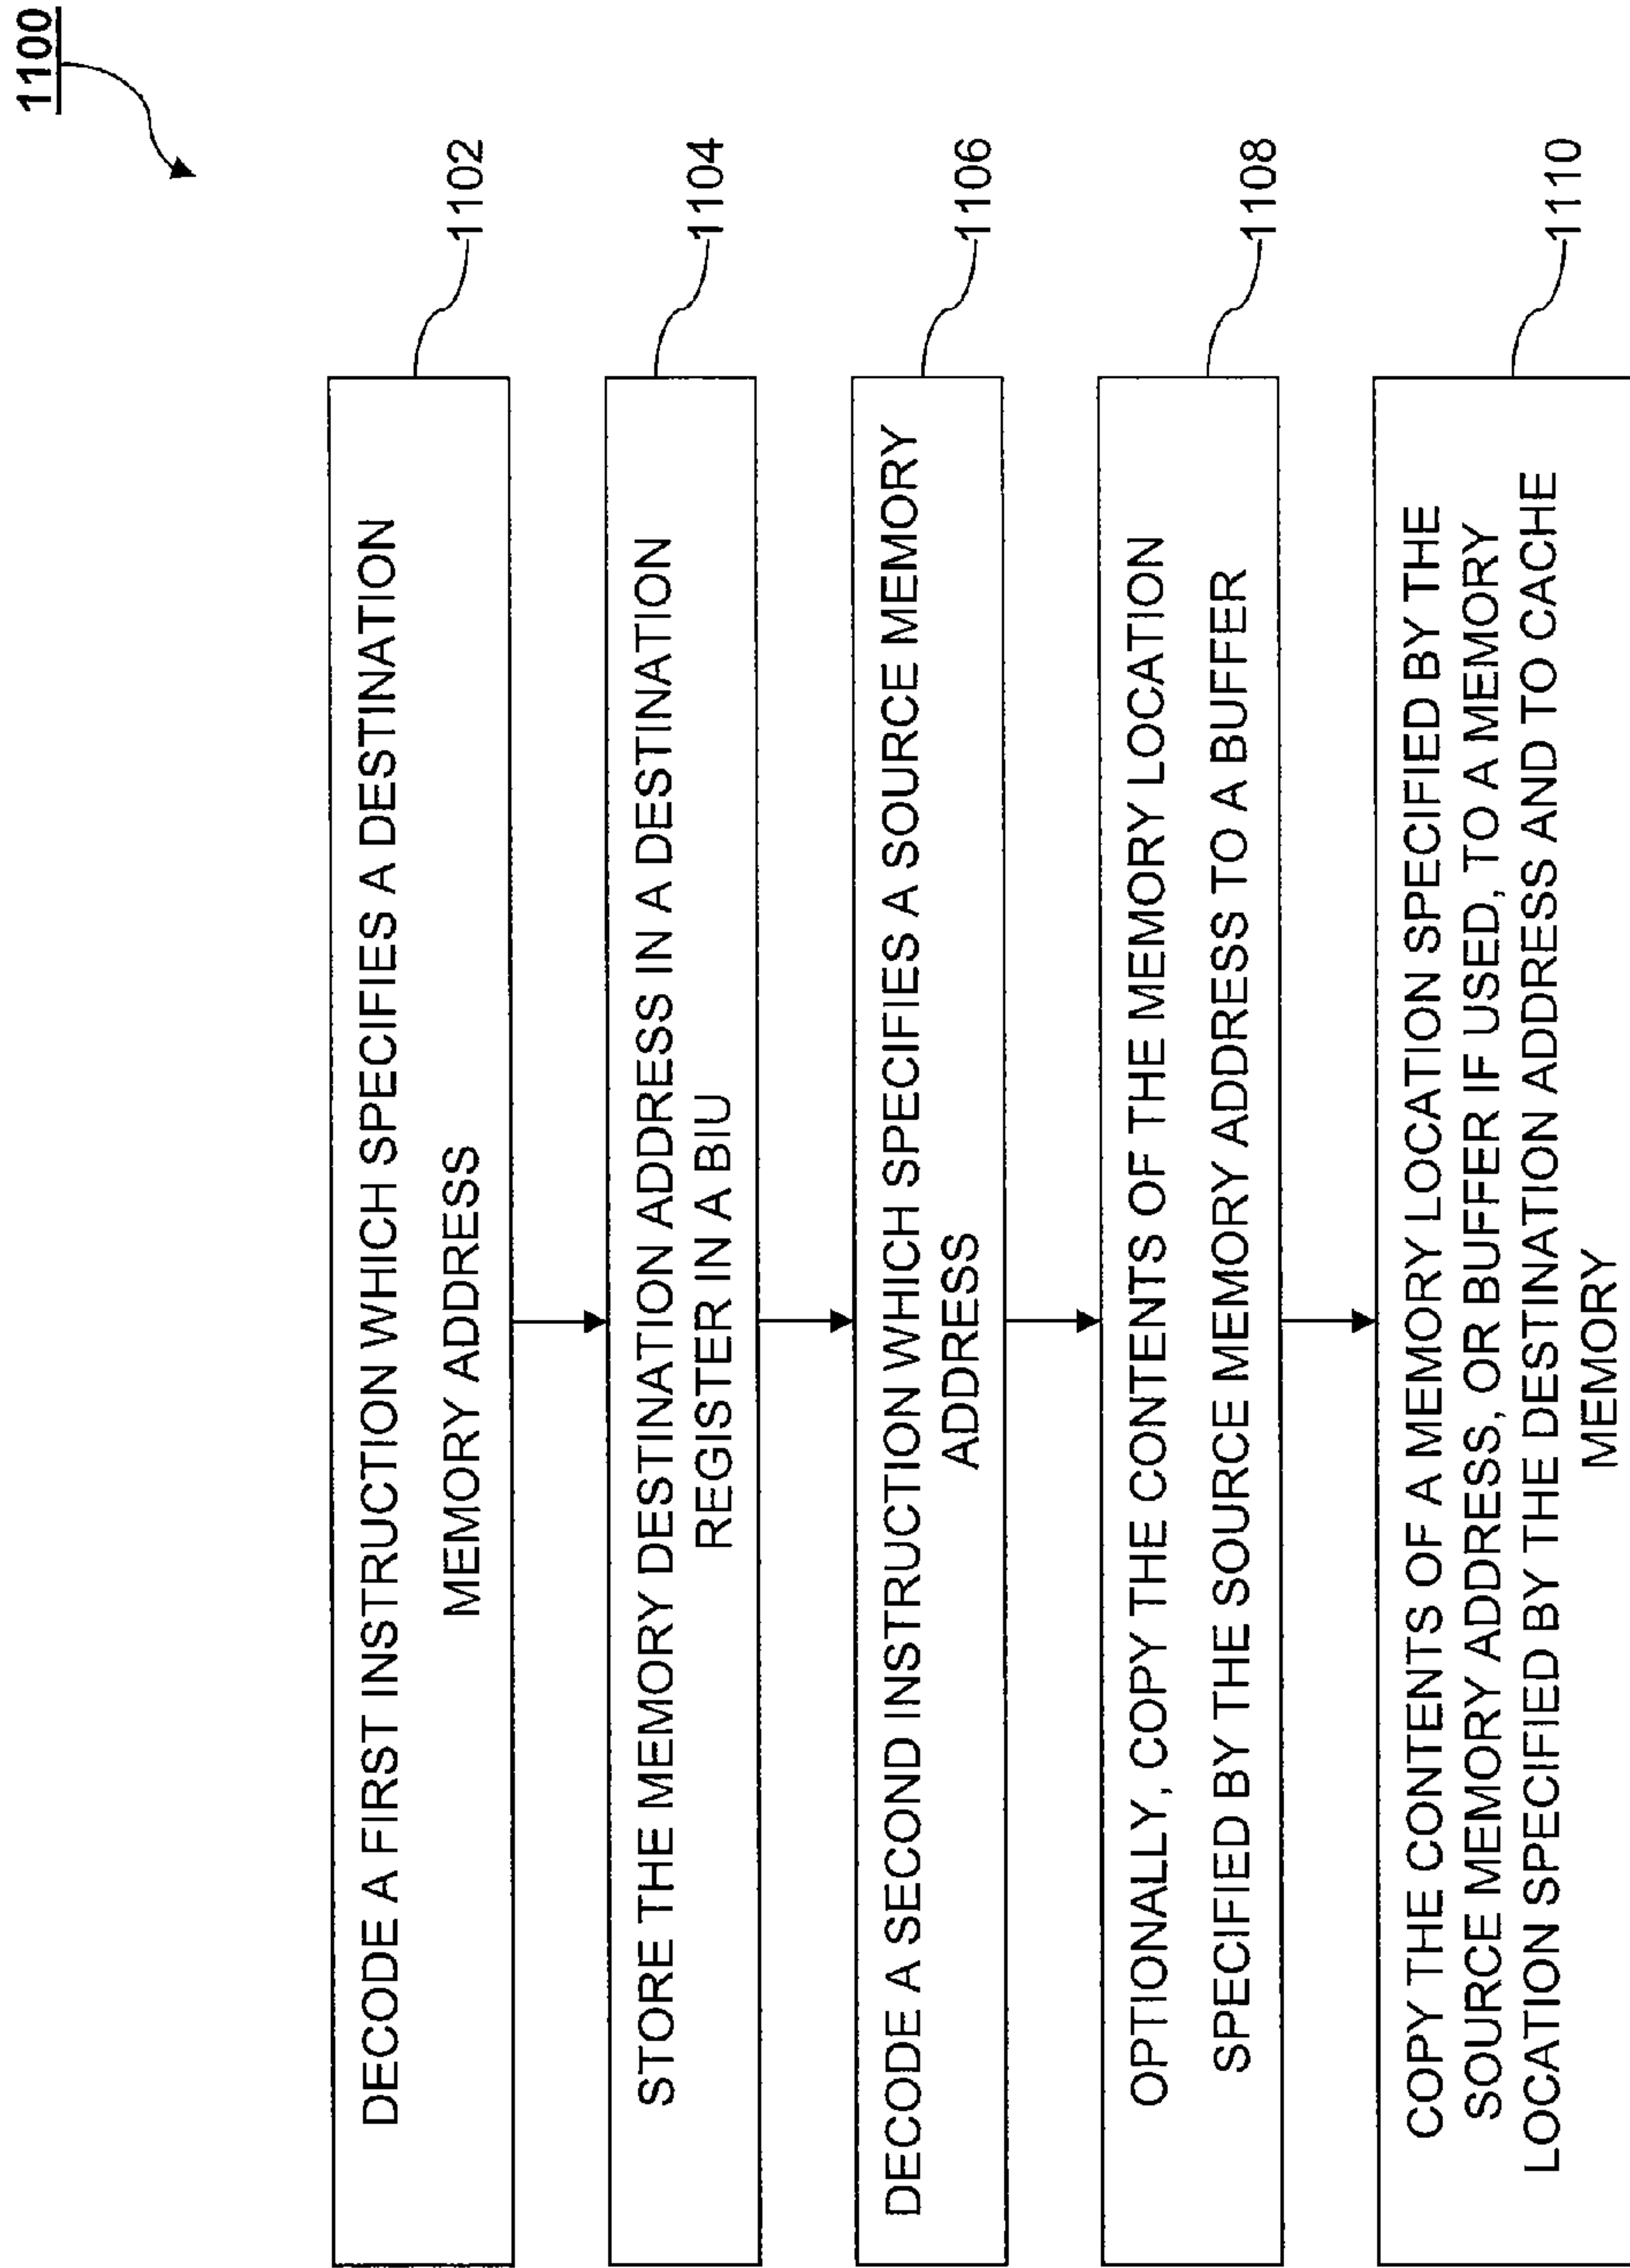 1100
DECODE A FIRST INSTRUCTION WHICH SPECIFIES A DESTINATION
MEMORY ADDRESS
1102
STORE THE MEMORY DESTINATION ADDRESS IN A DESTINATION
REGISTER IN A BIU
1104
DECODE A SECOND INSTRUCTION WHICH SPECIFIES A SOURCE MEMORY
ADDRESS
1106
OPTIONALLY, COPY THE CONTENTS OF THE MEMORY LOCATION
SPECIFIED BY THE SOURCE MEMORY ADDRESS TO A BUFFER
1108
COPY THE CONTENTS OF A MEMORY LOCATION SPECIFIED BY THE
SOURCE MEMORY ADDRESS, OR BUFFER IF USED, TO A MEMORY
LOCATION SPECIFIED BY THE DESTINATION ADDRESS AND TO CACHE
MEMORY
1110